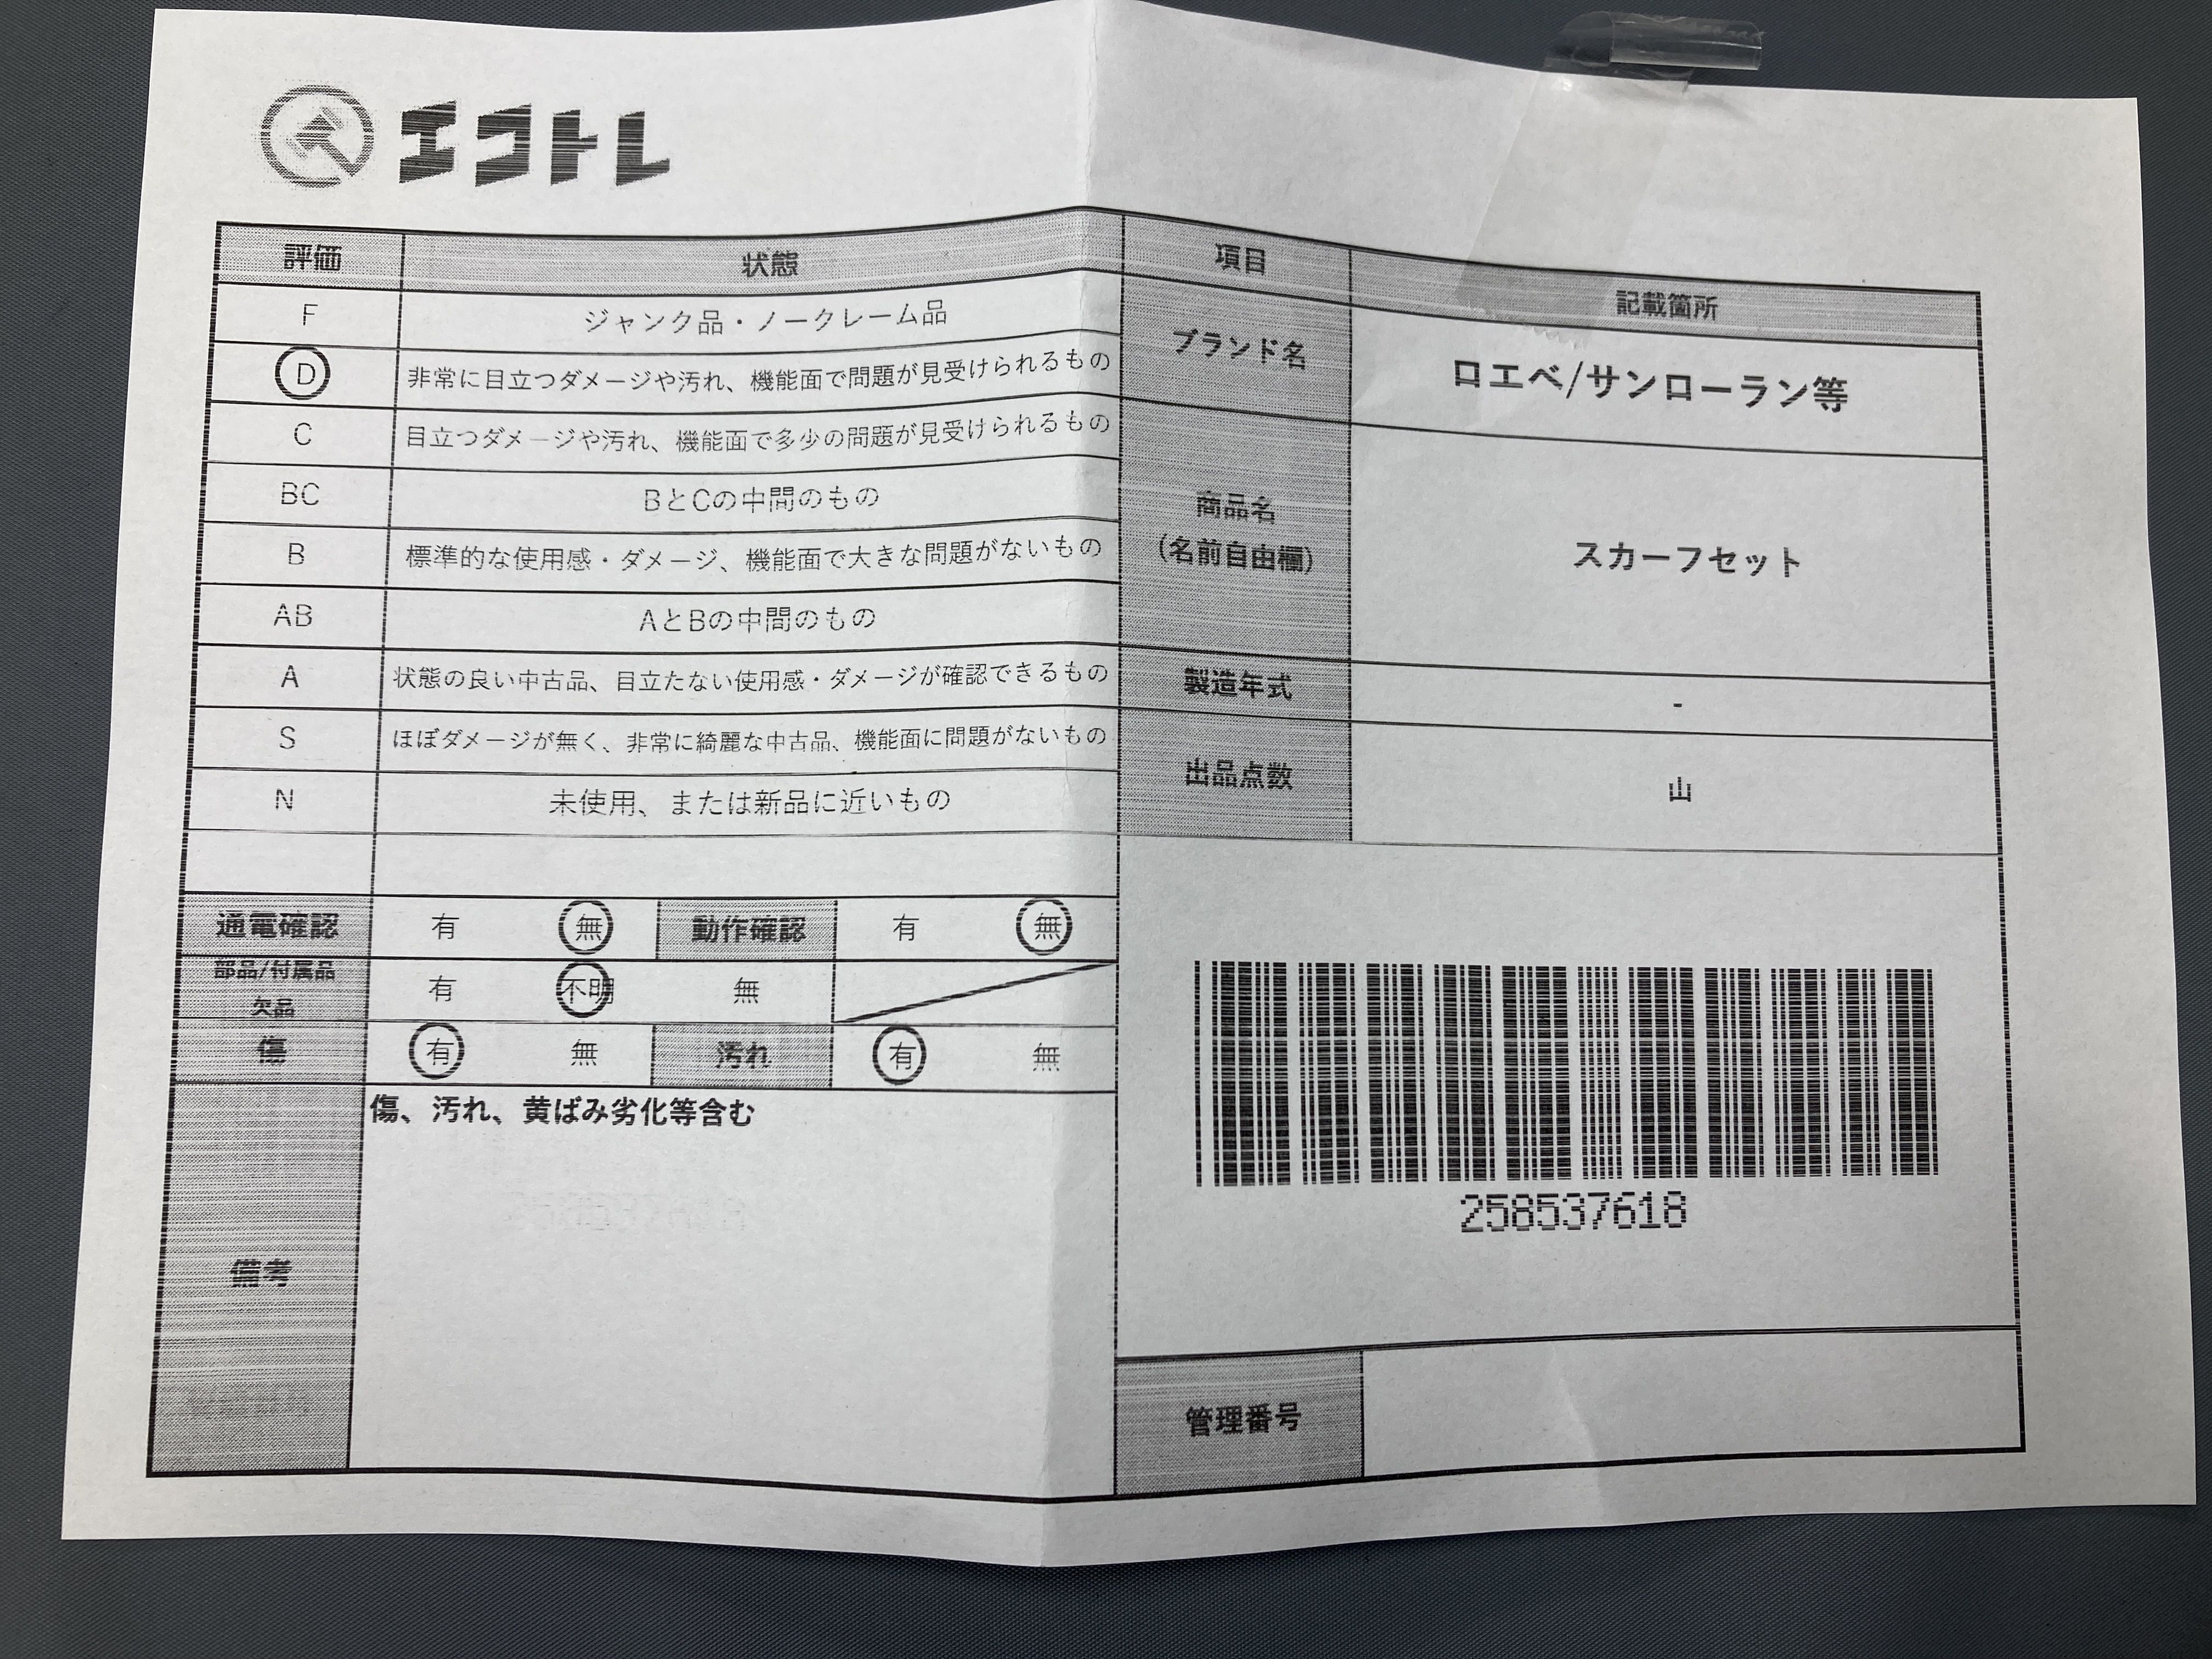 エコトレ
評価 状態
F ジャンク品・ノークレーム品
D 非常に目立つダメージや汚れ、機能面で問題が見受けられるもの
C 目立つダメージや汚れ、機能面で多少の問題が見受けられるもの
BC BとCの中間のもの
B 標準的な使用感・ダメージ、機能面で大きな問題がないもの
AB AとBの中間のもの
A 状態の良い中古品、目立たない使用感・ダメージが確認できるもの
S ほぼダメージが無く、非常に綺麗な中古品、機能面に問題がないもの
N 未使用、または新品に近いもの
通電確認 有 無 動作確認 有 無
部品/付属品
欠品 有 不明 無
傷 有 無 汚れ 有 無
備考 傷、汚れ、黄ばみ劣化等含む
項目 記載箇所
ブランド名 ロエベ/サンローラン等
商品名
(名前自由欄) スカーフセット
製造年式 -
出品点数 山
258537618
管理番号